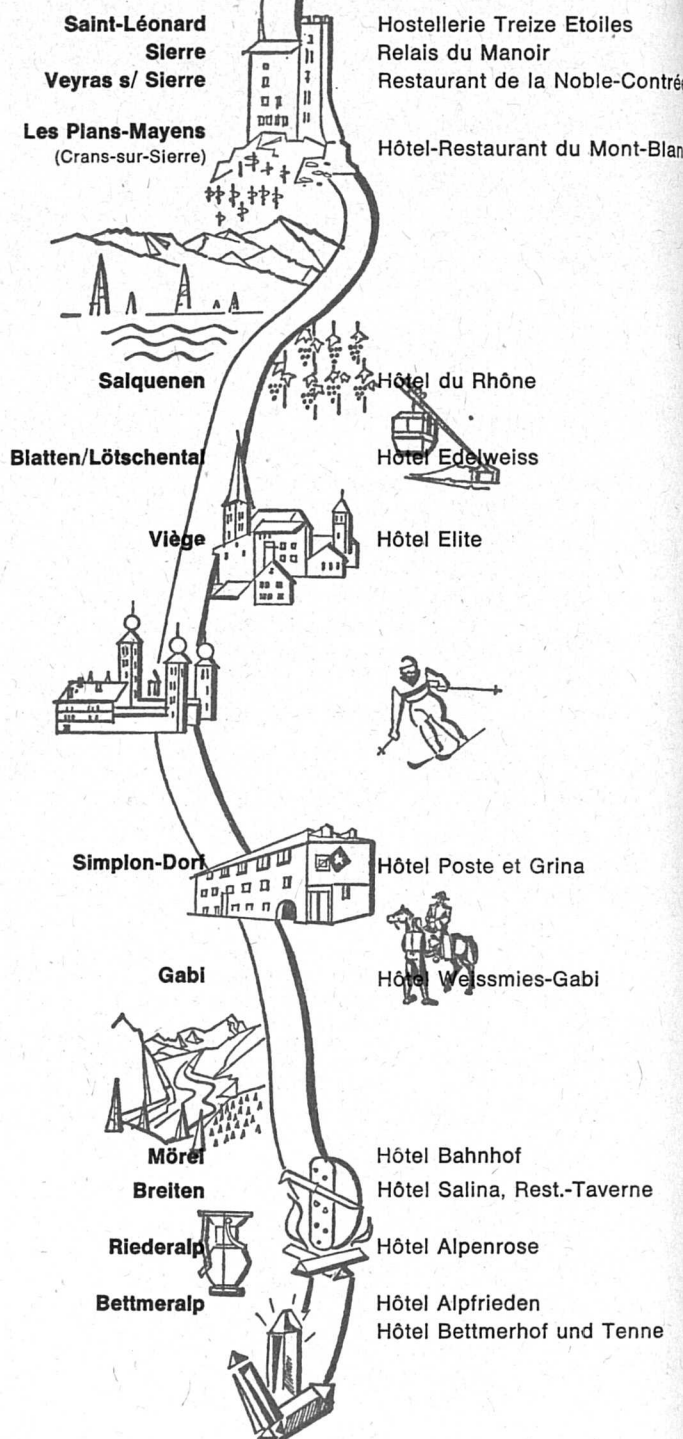 Saint-Léonard Hostellerie Treize Etoiles
Sierre Relais du Manoir
Veyras s/ Sierre Restaurant de la Noble-Contrée
Les Plans-Mayens
(Crans-sur-Sierre) Hôtel-Restaurant du Mont-Blan
Salquenen Hôtel du Rhône
Blatten/Lötschental Hôtel Edelweiss
Viège Hôtel Elite
Simplon-Dorf Hôtel Poste et Grina
Gabi Hôtel Weissmies-Gabi
Mörel Hôtel Bahnhof
Breiten Hôtel Salina, Rest.-Taverne
Riederalp Hôtel Alpenrose
Bettmeralp Hôtel Alpfrieden
Hôtel Bettmerhof und Tenne